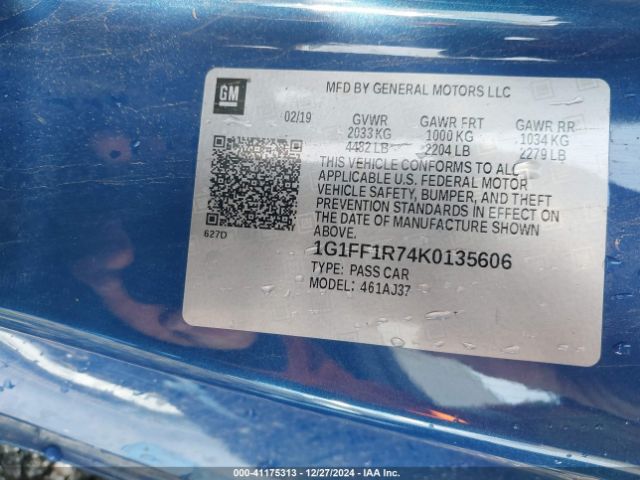 GM
MFD BY GENERAL MOTORS LLC
02/19
GVWR GAWR FRT GAWR RR
2033 KG 1000 KG 1034 KG
4482 LB 2204 LB 2279 LB
THIS VEHICLE CONFORMS TO ALL
APPLICABLE U.S. FEDERAL MOTOR
VEHICLE SAFETY, BUMPER, AND THEFT
PREVENTION STANDARDS IN EFFECT ON
THE DATE OF MANUFACTURE SHOWN
ABOVE.
627D
1G1FF1R74K0135606
TYPE: PASS CAR
MODEL: 461AJ37
000-41175313 - 12/27/2024 - IAA Inc.